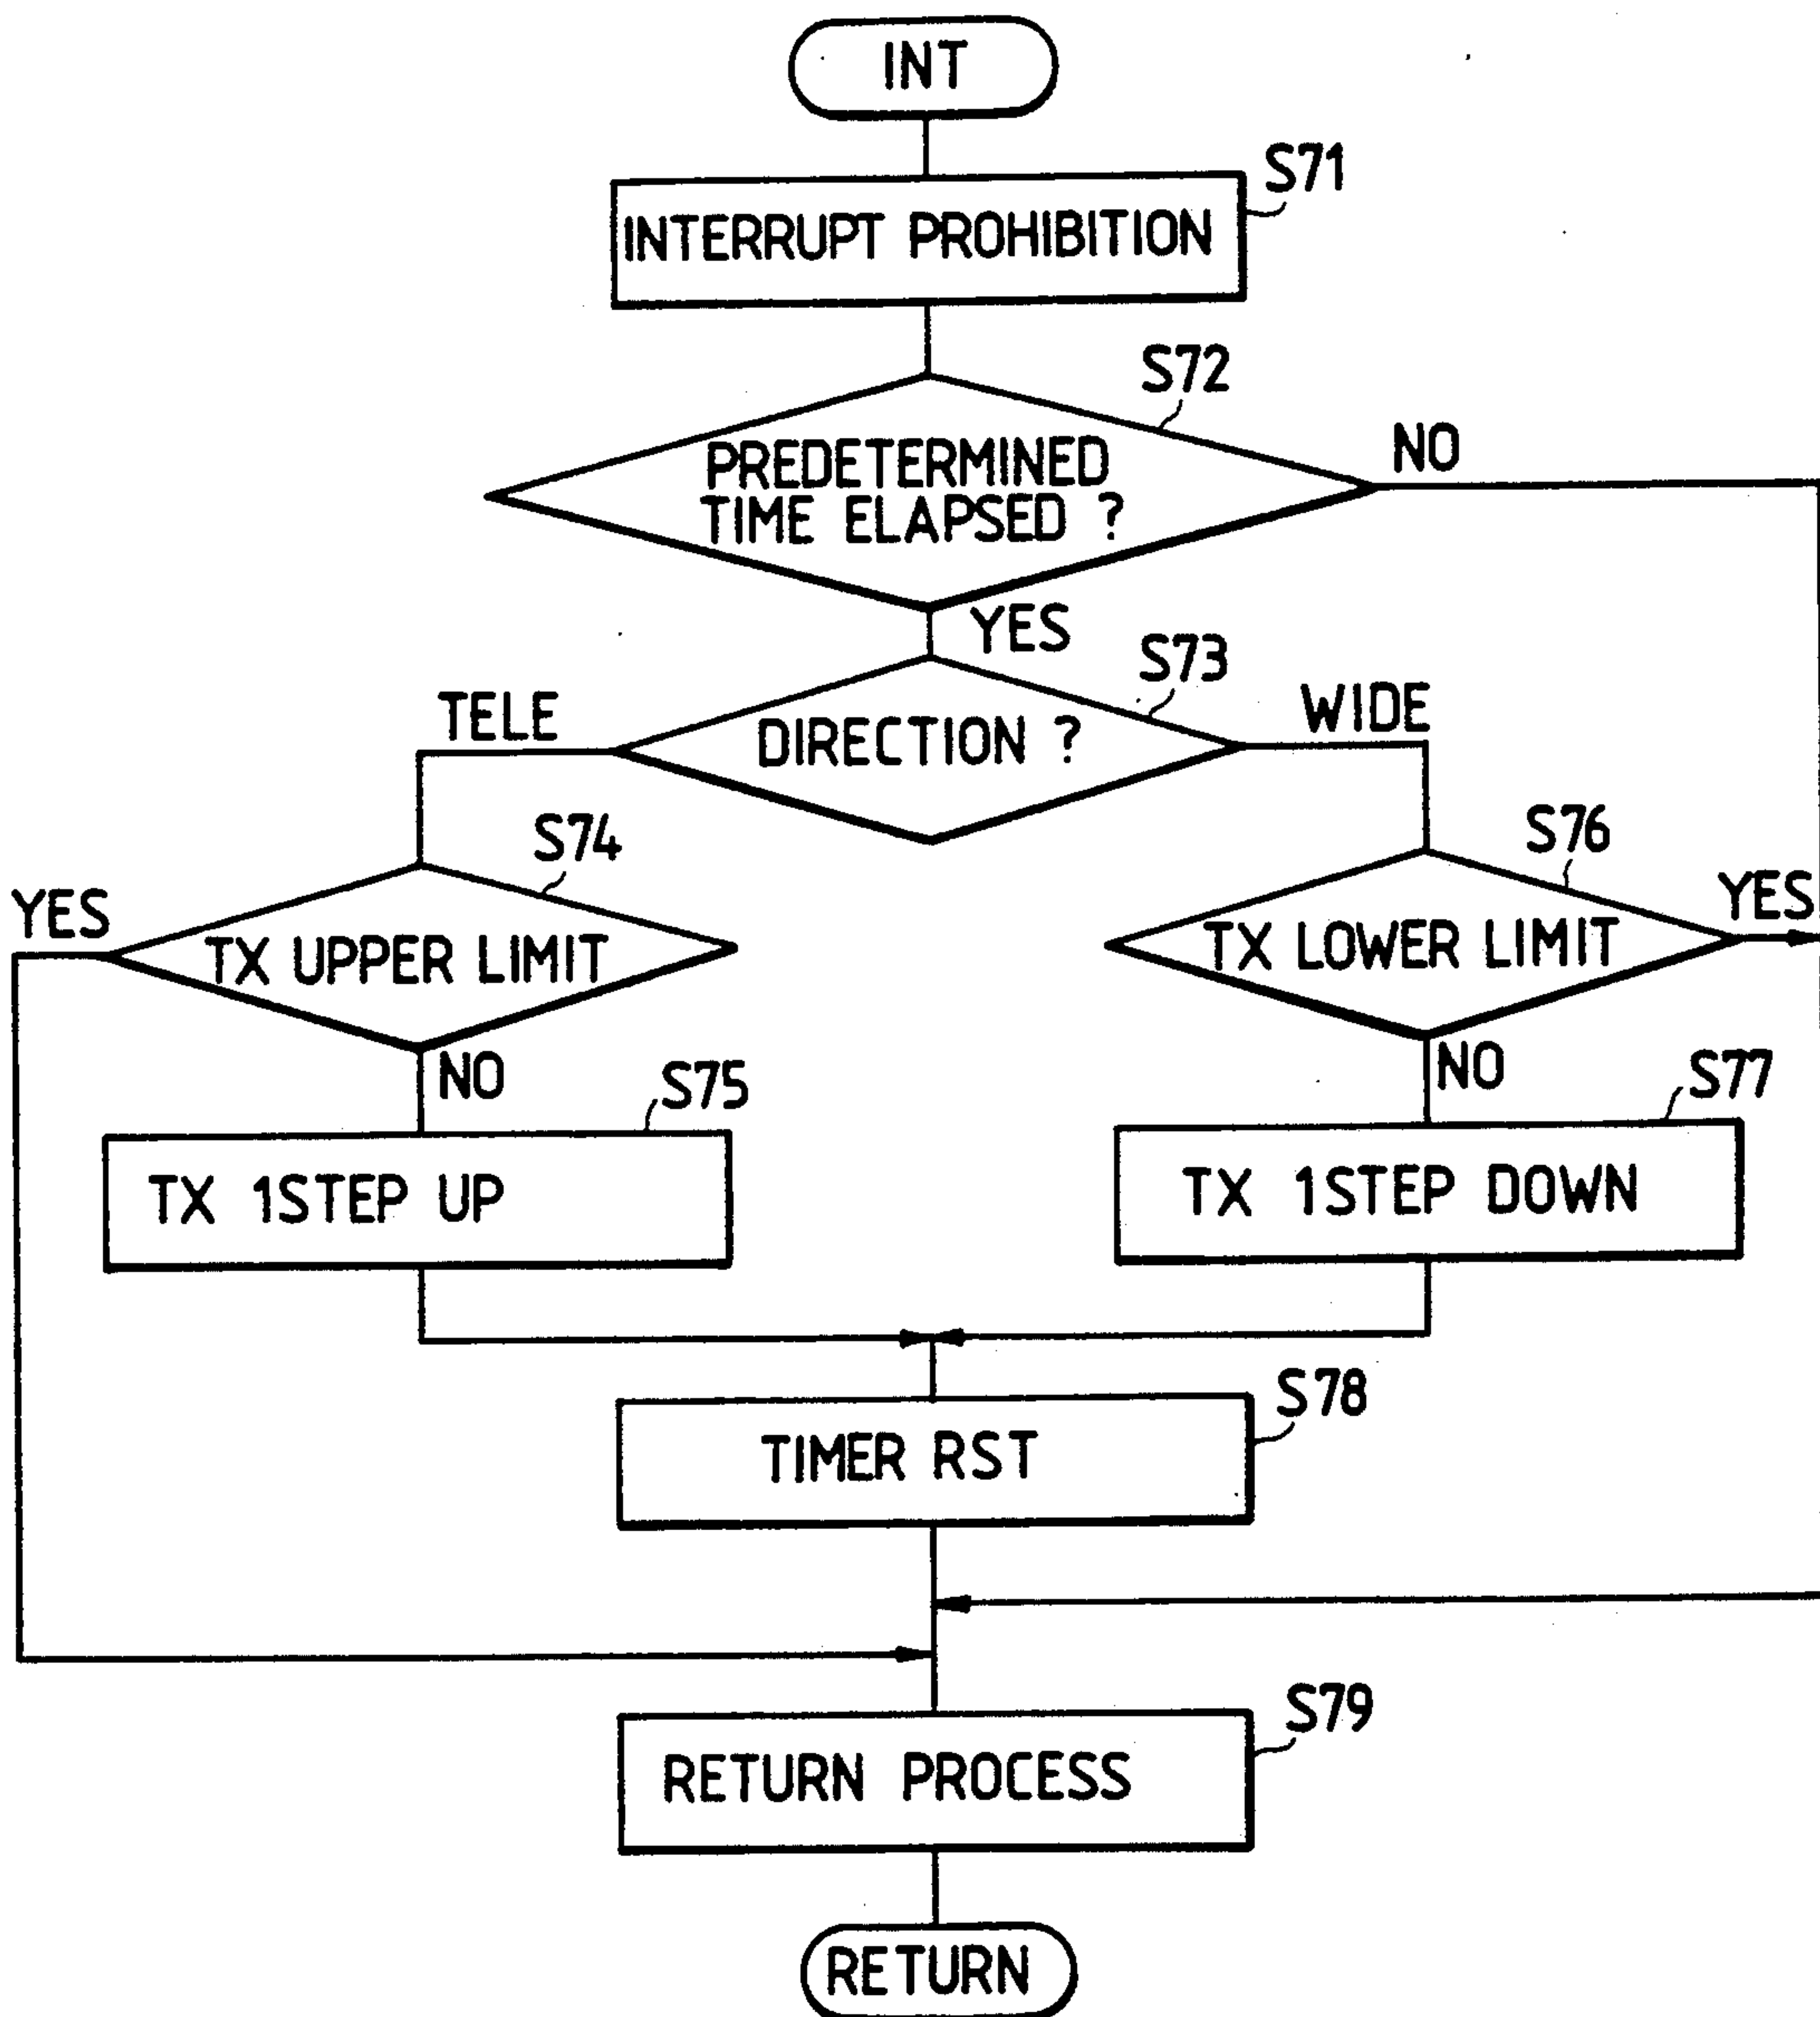 INT
S71
INTERRUPT PROHIBITION
S72
NO
PREDETERMINED
TIME ELAPSED ?
YES
S73
TELE
DIRECTION ?
WIDE
S74
S76
YES
TX UPPER LIMIT
TX LOWER LIMIT
YES
NO
S75
NO
S77
TX 1STEP UP
TX 1STEP DOWN
S78
TIMER RST
S79
RETURN PROCESS
RETURN